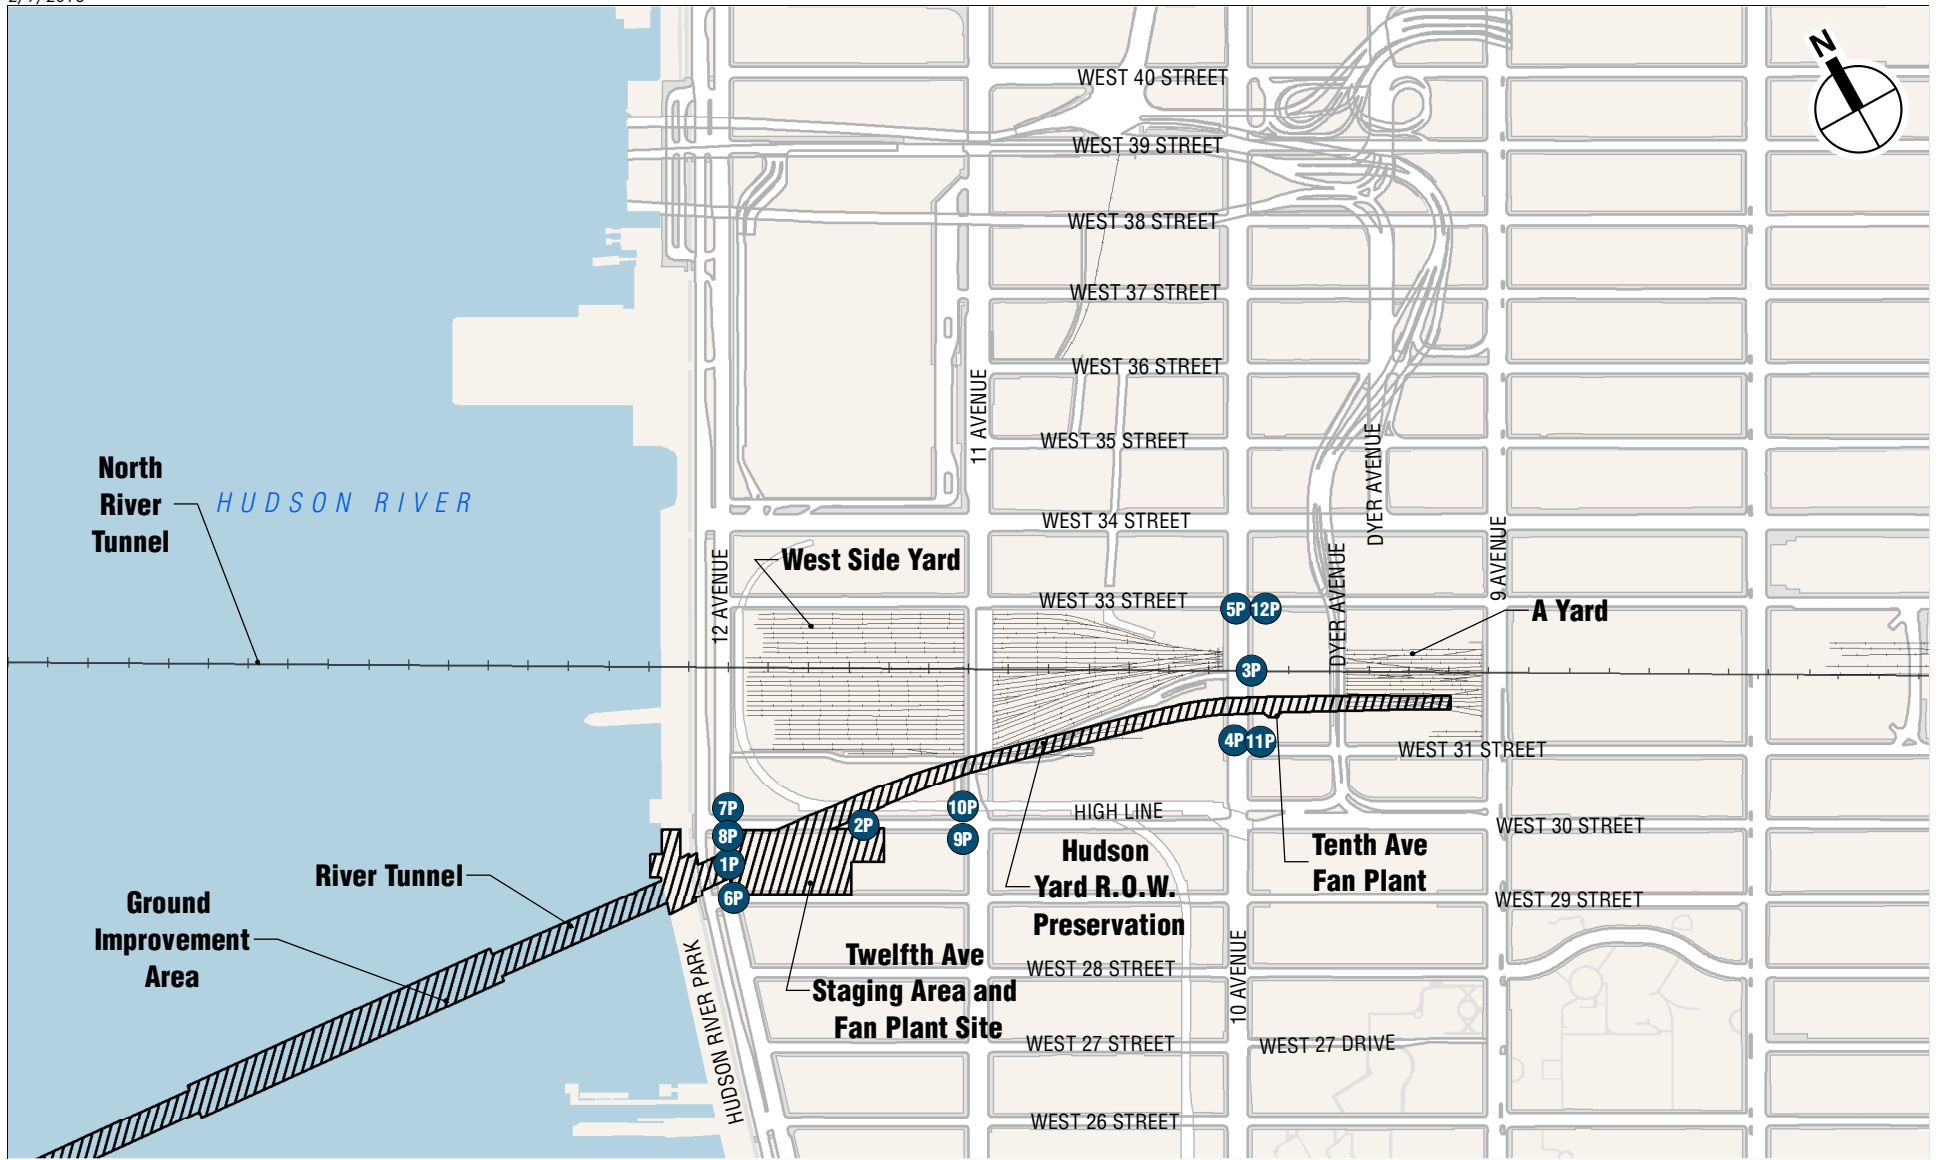 N
WEST 40 STREET
WEST 39 STREET
WEST 38 STREET
WEST 37 STREET
WEST 36 STREET
11 AVENUE
WEST 35 STREET
DYER AVENUE
North
River
Tunnel
HUDSON RIVER
WEST 34 STREET
9 AVENUE
12 AVENUE
West Side Yard
DYER AVENUE
WEST 33 STREET
5P
12P
A Yard
3P
4P
11P
WEST 31 STREET
7P
10P
HIGH LINE
2P
WEST 30 STREET
8P
9P
1P
6P
Hudson
Yard R.O.W.
Preservation
Tenth Ave
Fan Plant
River Tunnel
WEST 29 STREET
Ground
Improvement
Area
Twelfth Ave
Staging Area and
Fan Plant Site
HUDSON RIVER PARK
WEST 28 STREET
10 AVENUE
WEST 27 STREET
WEST 27 DRIVE
WEST 26 STREET